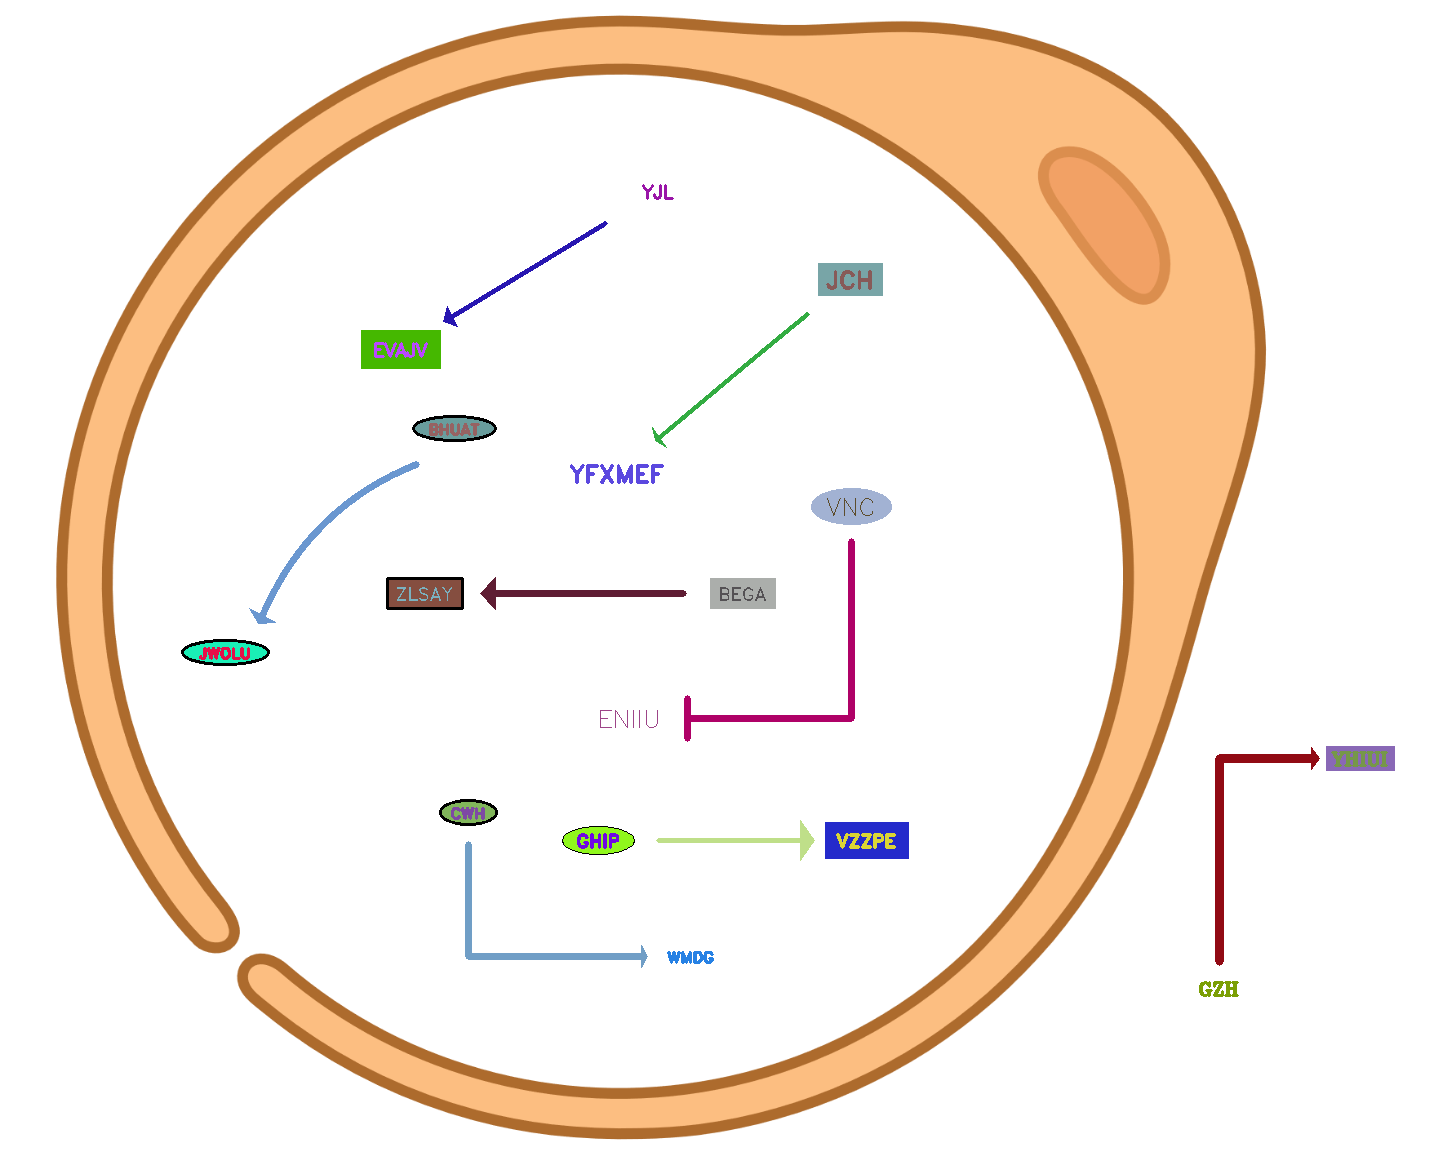 YJL
JCH
EVAJV
BHUAT
YFXMEF
VNC
ZLSAY
BEGA
JWOLU
ENIIU
YHIUI
CWH
GHIP
VZZPE
WMDG
GZH